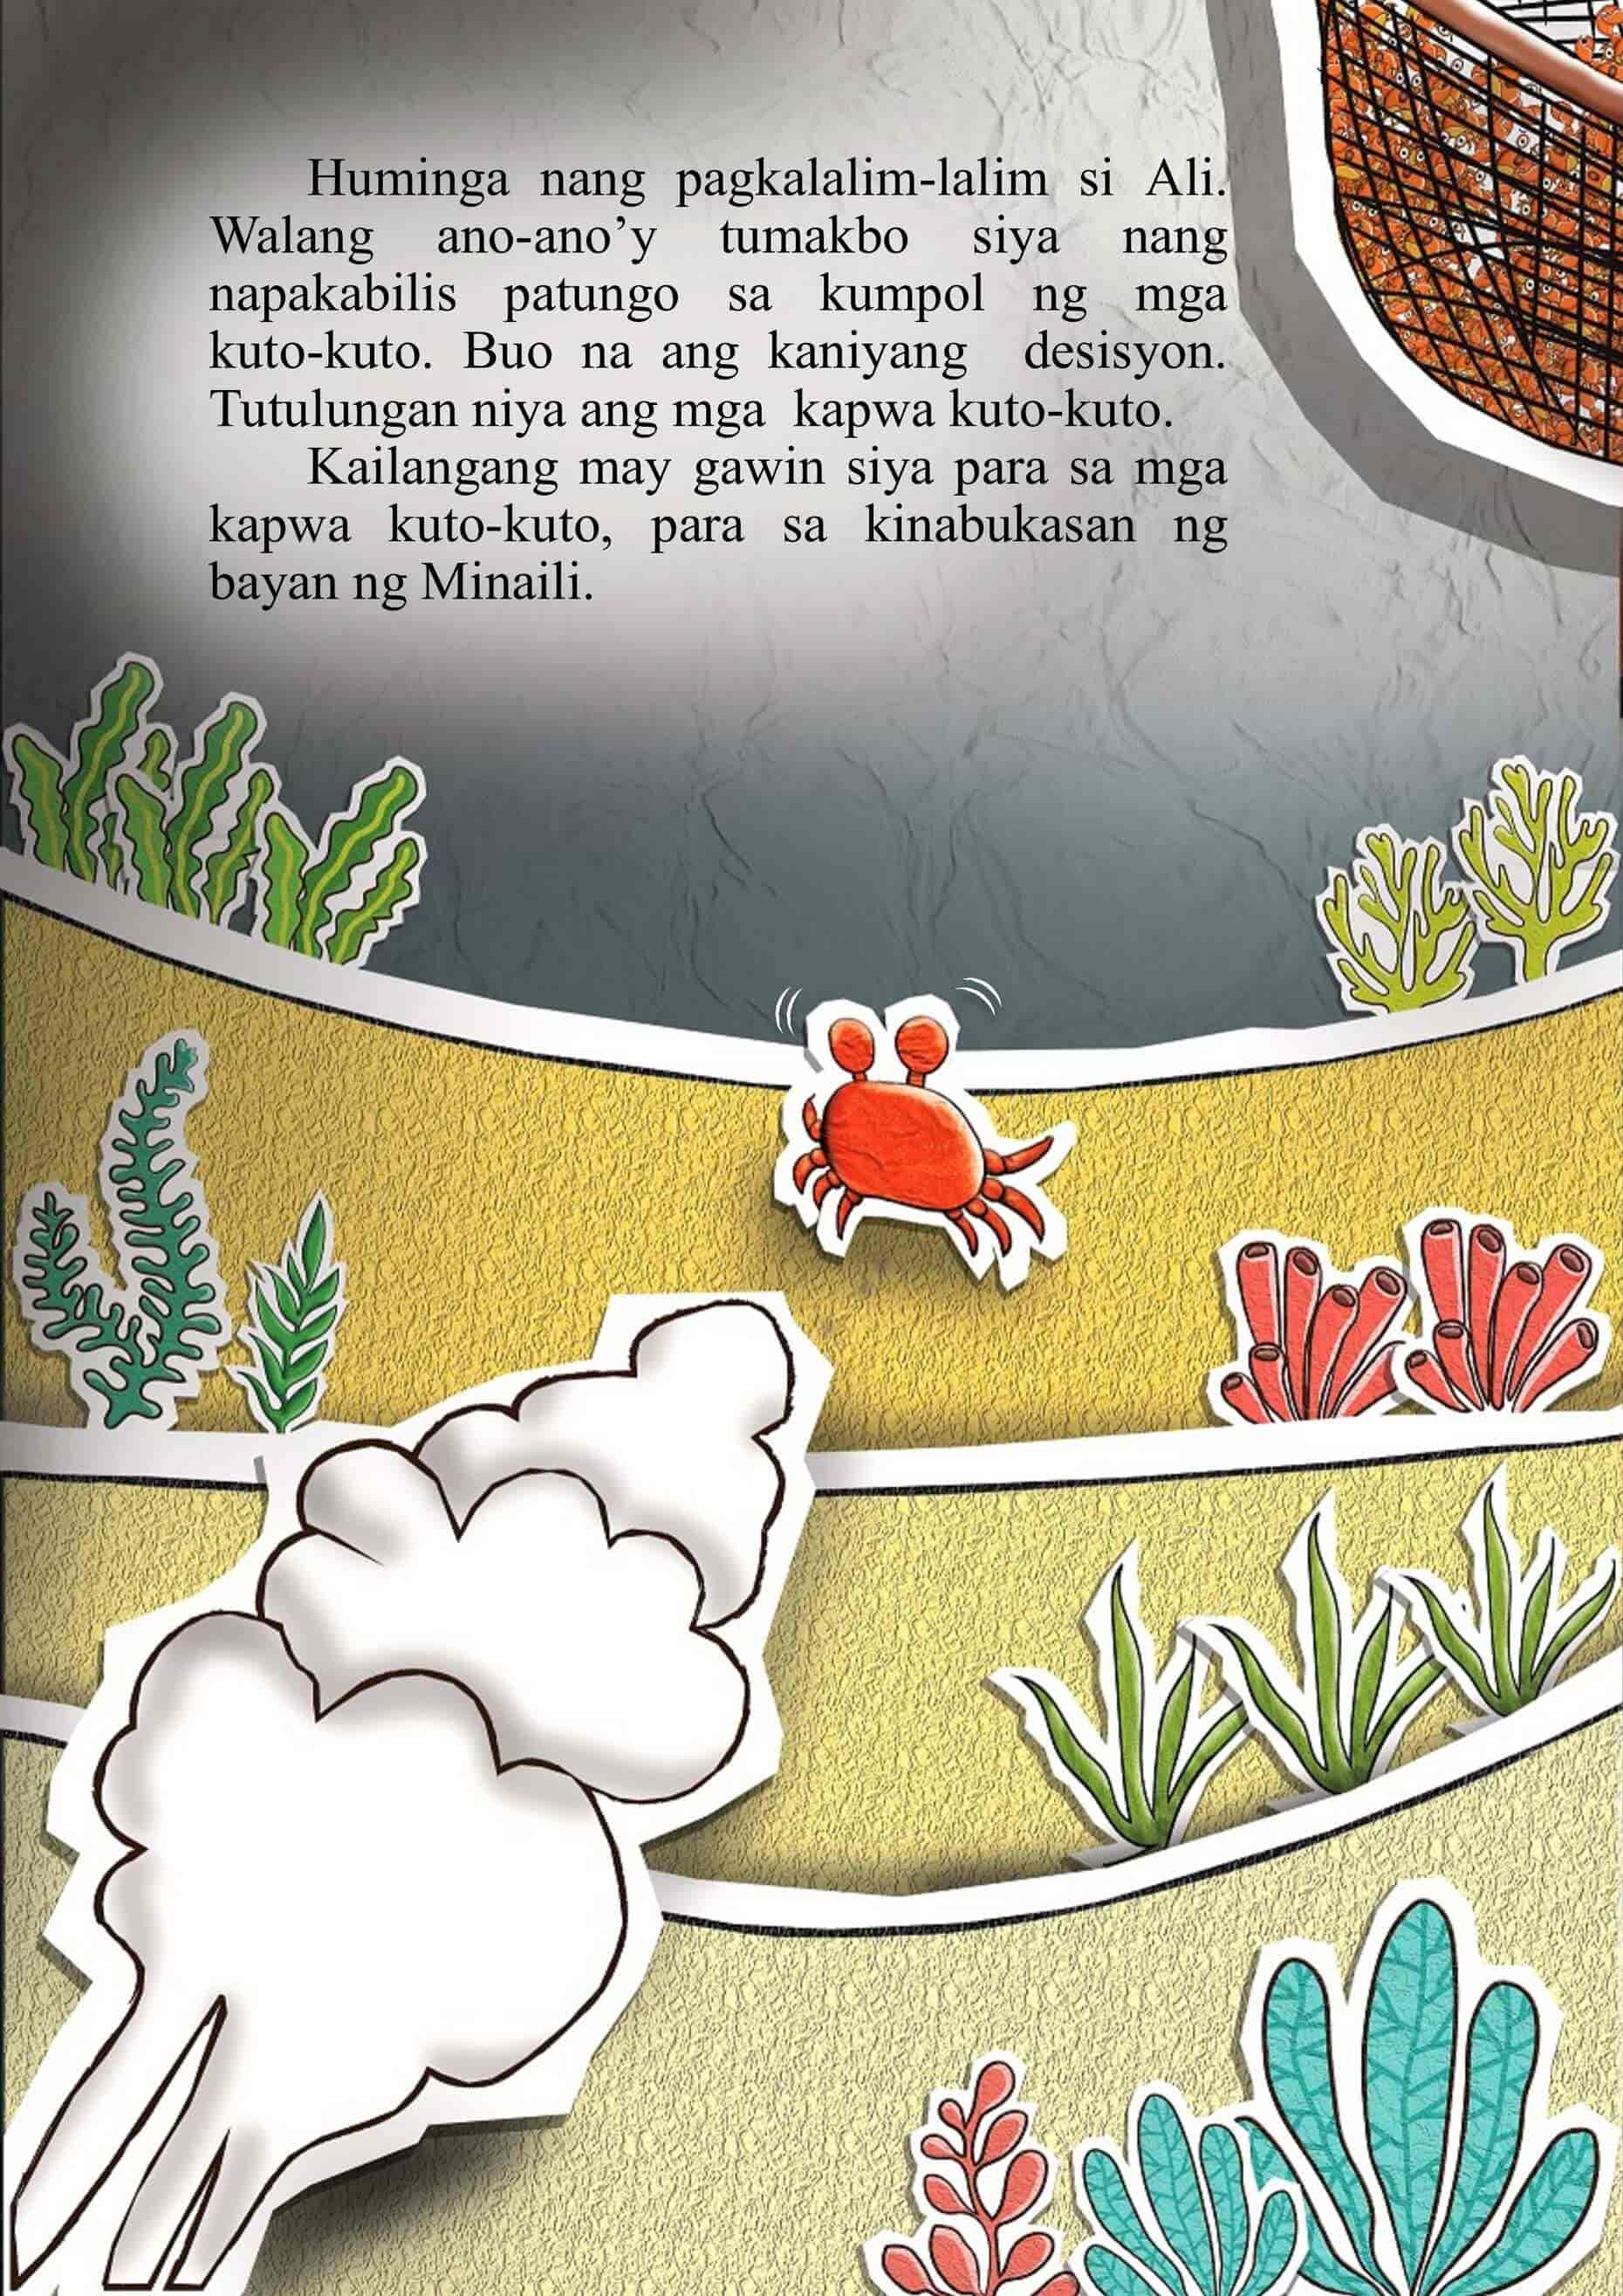 Huminga nang pagkalalim-lalim si Ali.
Walang ano-ano’y tumakbo siya nang
napakabilis patungo sa kumpol ng mga
kuto-kuto. Buo na ang kaniyang desisyon.
Tutulungan niya ang mga kapwa kuto-kuto.
Kailangang may gawin siya para sa mga
kapwa kuto-kuto, para sa kinabukasan ng
bayan ng Minaili.